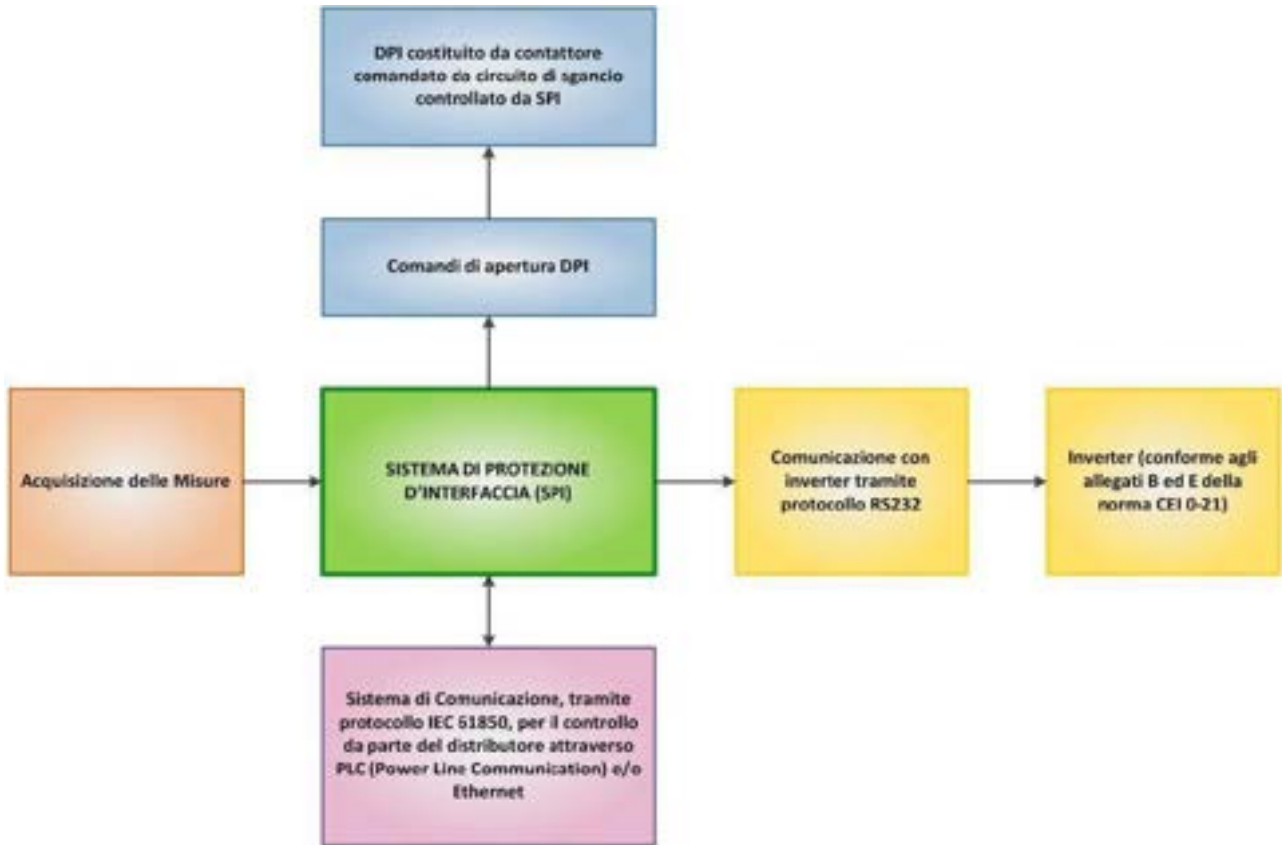 DPI costituito da contattore
comandato da circuito di sgancio
controllato da SPI
Comandi di apertura DPI
Acquisizione delle Misure
SISTEMA DI PROTEZIONE
D'INTERFACCIA (SPI)
Comunicazione con
inverter tramite
protocollo RS232
Inverter (conforme agli
allegati B ed E della
norma CEI 0-21)
Sistema di Comunicazione, tramite
protocollo IEC 61850, per il controllo
da parte del distributore attraverso
PLC (Power Line Communication) e/o
Ethernet